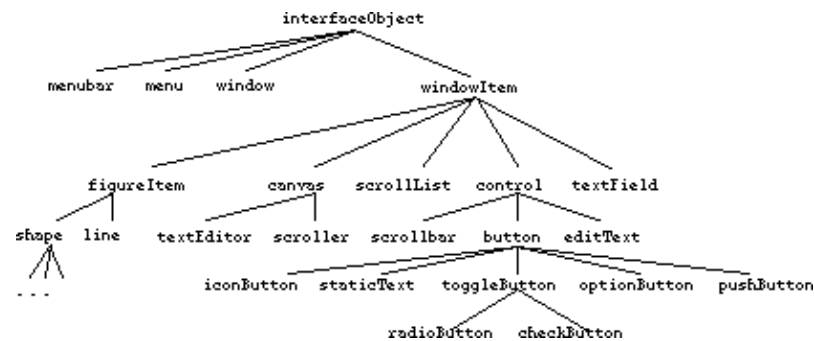 interfaceObject
menubar menu window windowItem
figureItem canvas scrollList control textField
shape line textEditor scroller scrollbar button editText
. . . iconButton staticText toggleButton optionButton pushButton
radioButton checkButton